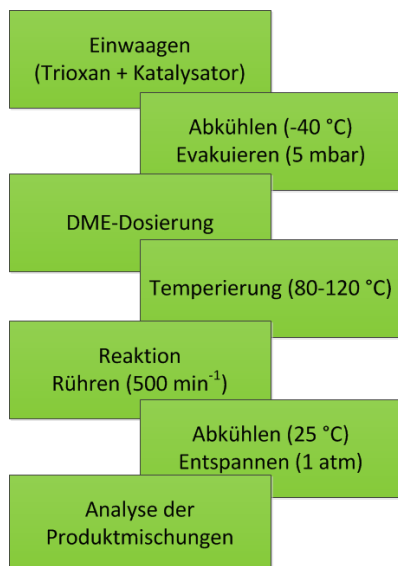 Einwaagen
(Trioxan + Katalysator)
Abkühlen (-40 °C)
Evakuieren (5 mbar)
DME-Dosierung
Temperierung (80-120 °C)
Reaktion
Rühren (500 min⁻¹)
Abkühlen (25 °C)
Entspannen (1 atm)
Analyse der
Produktmischungen